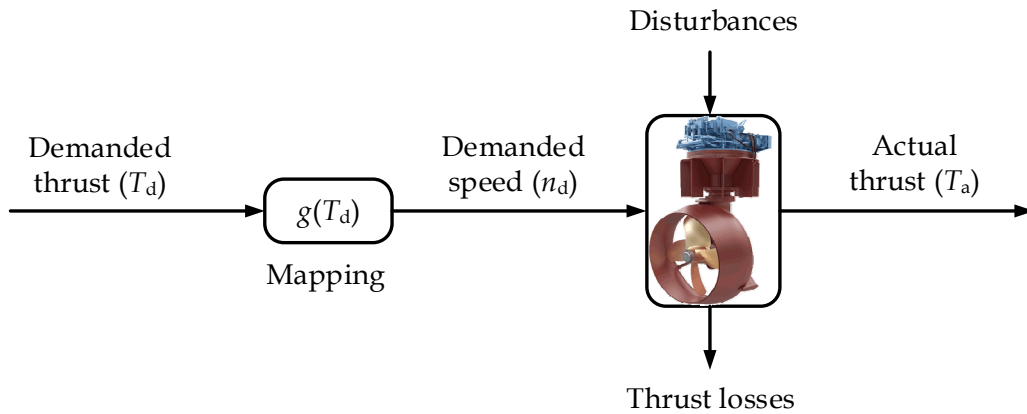 Disturbances
Demanded
thrust (Td)
g(Td)
Mapping
Demanded
speed (nd)
Actual
thrust (Ta)
Thrust losses